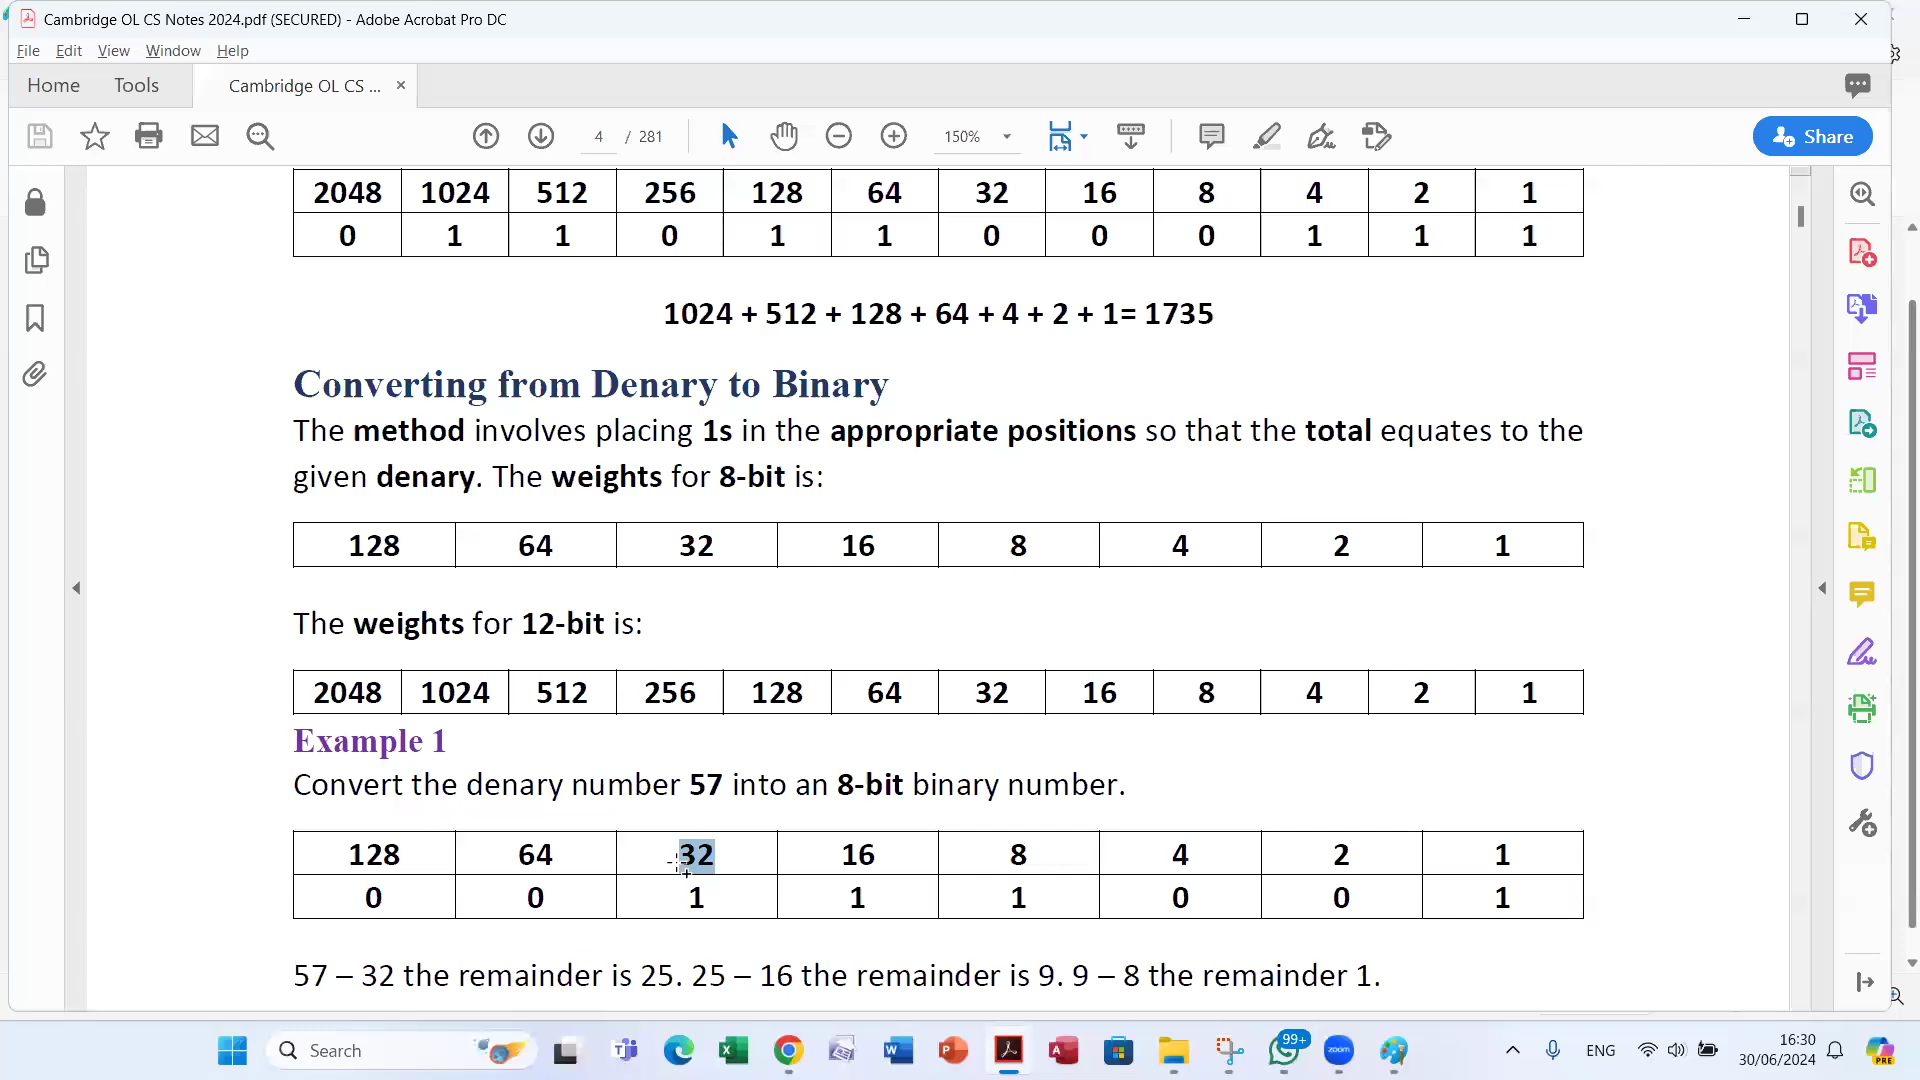 Cambridge OL CS Notes 2024.pdf (SECURED) - Adobe Acrobat Pro DC
File Edit View Window Help
Home Tools Cambridge OL CS ... ×
4 / 281 150% Share
2048 1024 512 256 128 64 32 16 8 4 2 1
0 1 1 0 1 1 0 0 0 1 1 1
1024 + 512 + 128 + 64 + 4 + 2 + 1= 1735
Converting from Denary to Binary
The method involves placing 1s in the appropriate positions so that the total equates to the
given denary. The weights for 8-bit is:
128 64 32 16 8 4 2 1
The weights for 12-bit is:
2048 1024 512 256 128 64 32 16 8 4 2 1
Example 1
Convert the denary number 57 into an 8-bit binary number.
128 64 32 16 8 4 2 1
0 0 1 1 1 0 0 1
57 – 32 the remainder is 25. 25 – 16 the remainder is 9. 9 – 8 the remainder 1.
Search 99+ zoom ENG 16:30
30/06/2024 PRE